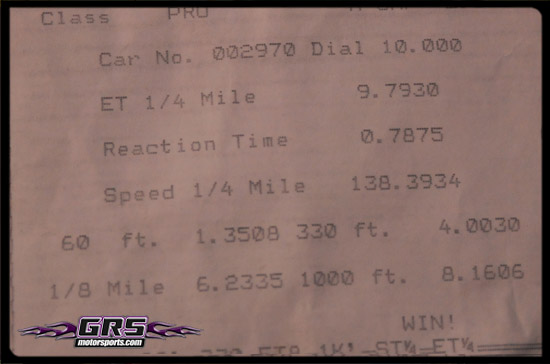 Class PRO
Car No. 002970 Dial 10.000
ET 1/4 Mile 9.7930
Reaction Time 0.7875
Speed 1/4 Mile 138.3934
60 ft. 1.3508 330 ft. 4.0030
1/8 Mile 6.2335 1000 ft. 8.1606
WIN!
GRS
motorsports.com